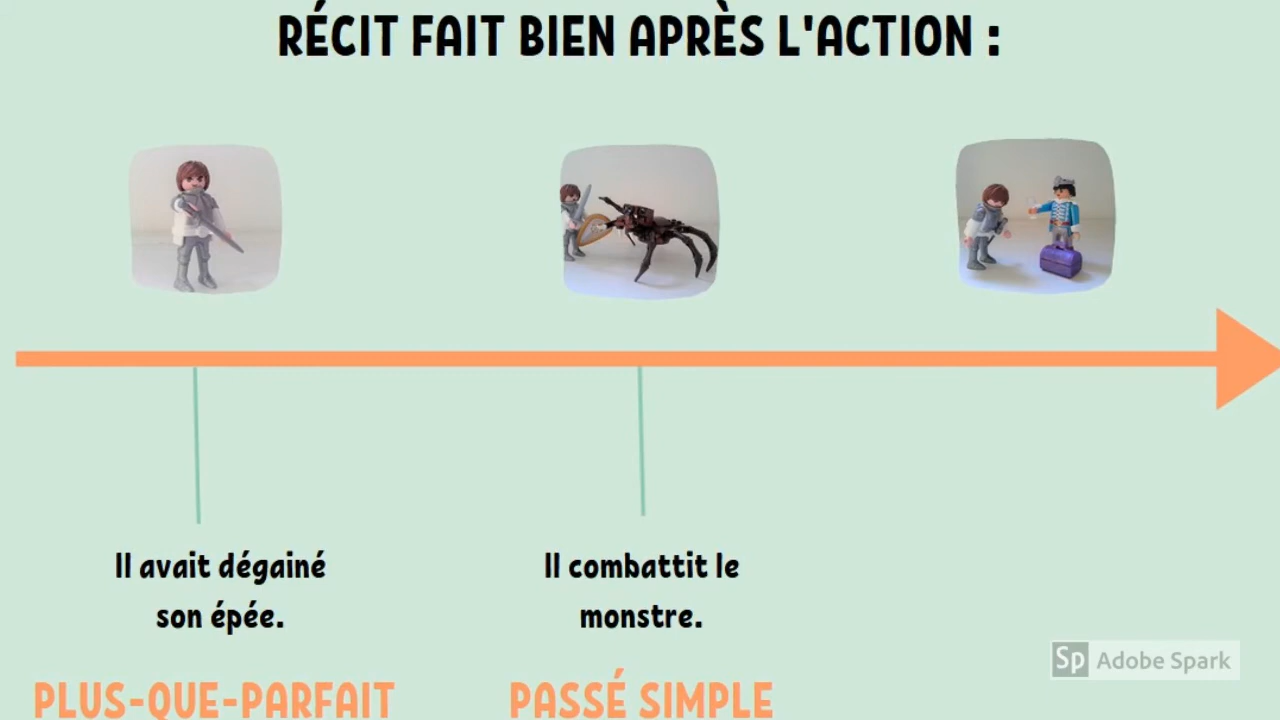 RÉCIT FAIT BIEN APRÈS L'ACTION :
Il avait dégainé
son épée.
Il combattit le
monstre.
Sp Adobe Spark
PLUS-QUE-PARFAIT
PASSÉ SIMPLE